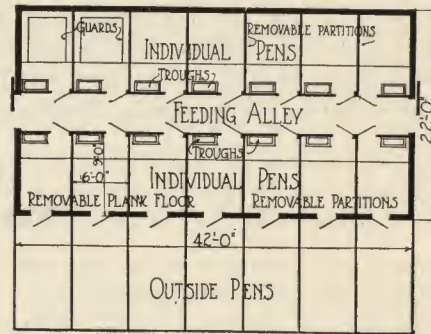 GUARDS
REMOVABLE PARTITIONS
INDIVIDUAL PENS
TROUGHS
FEEDING ALLEY
22'-0"
TROUGHS
9'-0"
INDIVIDUAL PENS
6'-0"
REMOVABLE PLANK FLOOR
REMOVABLE PARTITIONS
42'-0"
OUTSIDE PENS